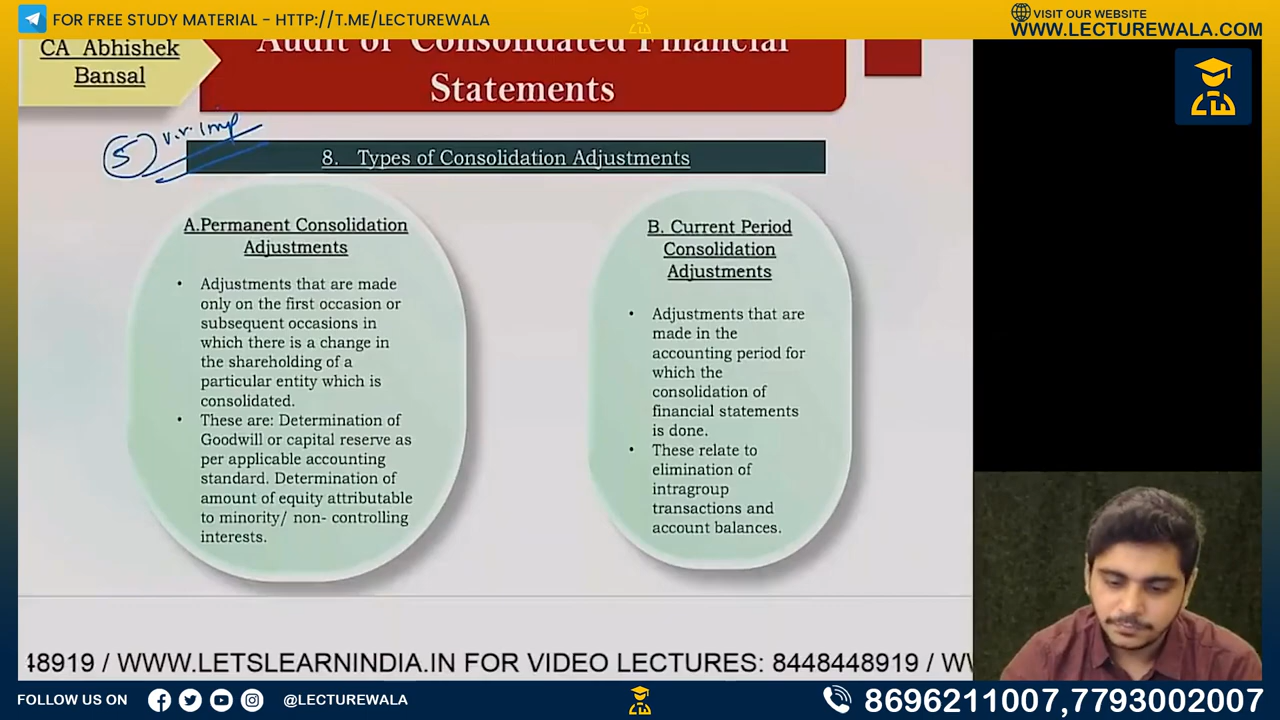 FOR FREE STUDY MATERIAL - HTTP://T.ME/LECTUREWALA
VISIT OUR WEBSITE
WWW.LECTUREWALA.COM
CA Abhishek
Bansal
Audit of Consolidated Financial
Statements
5 v.v. imp
8. Types of Consolidation Adjustments
A.Permanent Consolidation
Adjustments
• Adjustments that are made
only on the first occasion or
subsequent occasions in
which there is a change in
the shareholding of a
particular entity which is
consolidated.
• These are: Determination of
Goodwill or capital reserve as
per applicable accounting
standard. Determination of
amount of equity attributable
to minority/ non- controlling
interests.
B. Current Period
Consolidation
Adjustments
• Adjustments that are
made in the
accounting period for
which the
consolidation of
financial statements
is done.
• These relate to
elimination of
intragroup
transactions and
account balances.
48919 / WWW.LETSLEARNINDIA.IN FOR VIDEO LECTURES: 8448448919 / W
FOLLOW US ON
@LECTUREWALA
8696211007,7793002007